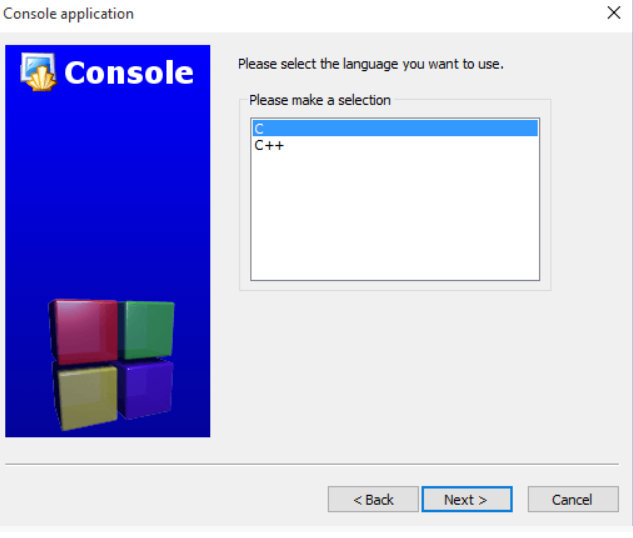 Console application
Console
Please select the language you want to use.
Please make a selection
C
C++
< Back
Next >
Cancel